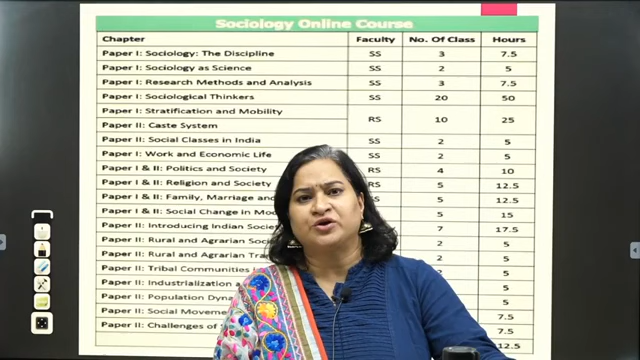 Sociology Online Course
Chapter Faculty No. Of Class Hours
Paper I: Sociology: The Discipline SS 3 7.5
Paper I: Sociology as Science SS 2 5
Paper I: Research Methods and Analysis SS 3 7.5
Paper I: Sociological Thinkers SS 20 50
Paper I: Stratification and Mobility
RS 10 25
Paper II: Caste System
Paper II: Social Classes in India SS 2 5
Paper I: Work and Economic Life SS 2 5
Paper I & II: Politics and Society RS 4 10
Paper I & II: Religion and Society RS 5 12.5
Paper I & II: Family, Marriage and SS 5 12.5
Paper I & II: Social Change in 5 15
Paper II: Introducing Indian 7 17.5
Paper II: Rural and Agrarian 2 5
Paper II: Rural and Agrarian 2 5
Paper II: Tribal Communities 5
Paper II: Industrialization 5
Paper II: Population 5
Paper II: Social 7.5
Paper II: Challenges of 7.5
12.5